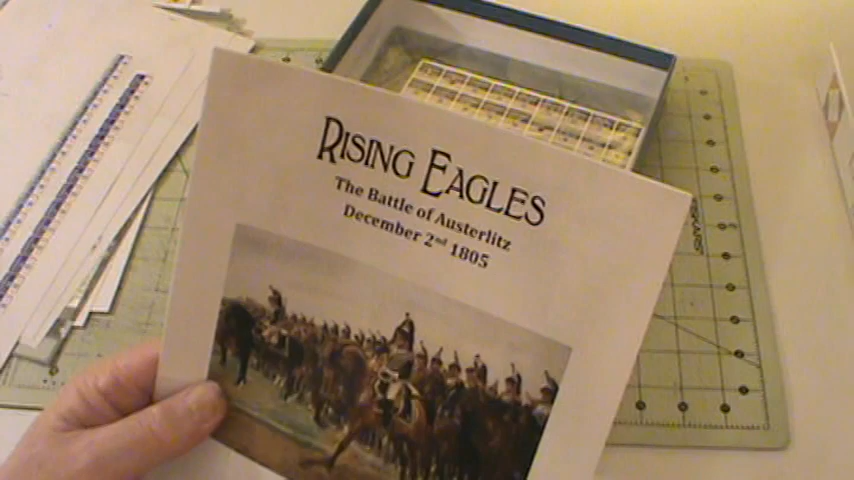 RISING EAGLES
The Battle of Austerlitz
December 2nd 1805